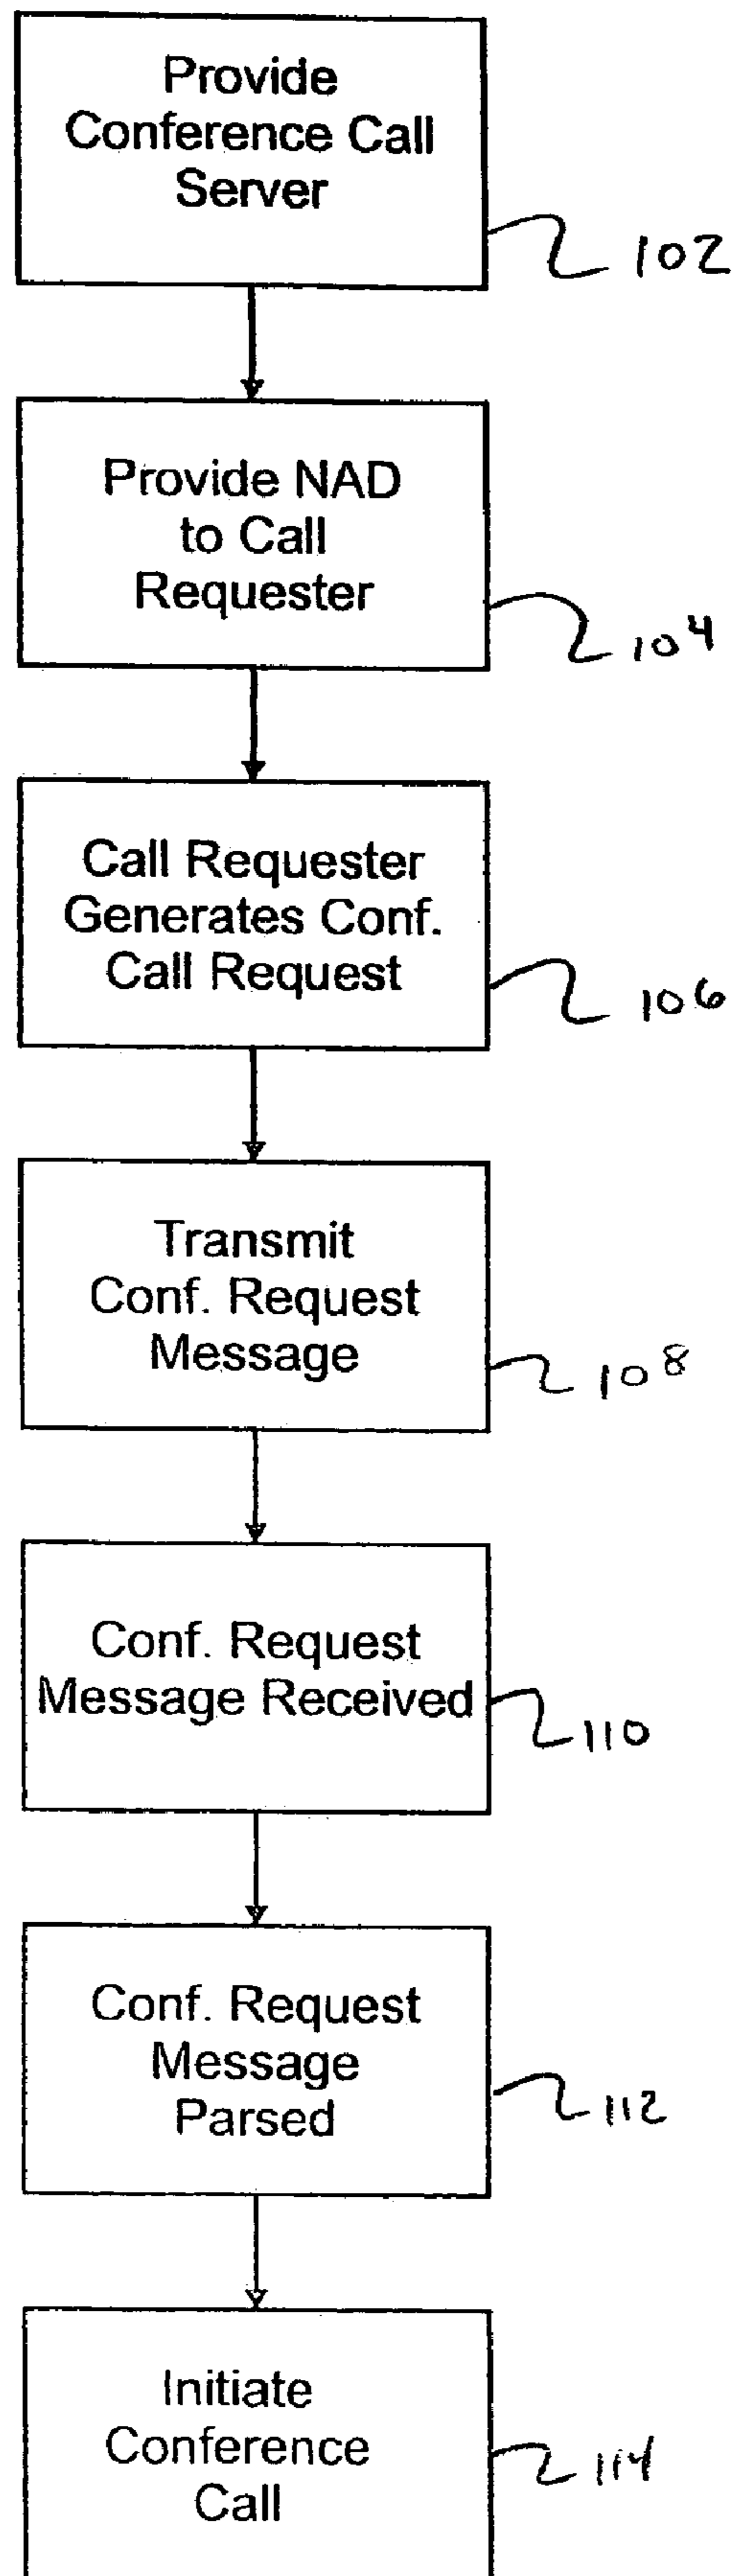 Provide
Conference Call
Server
102
Provide NAD
to Call
Requester
104
Call Requester
Generates Conf.
Call Request
106
Transmit
Conf. Request
Message
108
Conf. Request
Message Received
110
Conf. Request
Message
Parsed
112
Initiate
Conference
Call
114